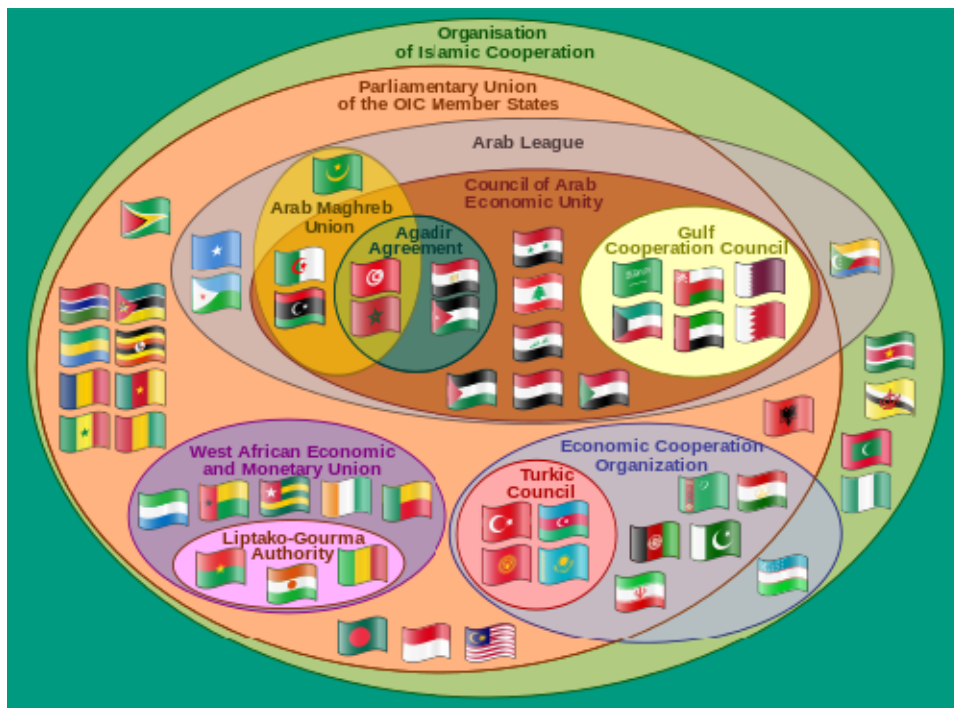 Organisation
of Islamic Cooperation
Parliamentary Union
of the OIC Member States
Arab League
Council of Arab
Economic Unity
Arab Maghreb
Union
Agadir
Agreement
Gulf
Cooperation Council
West African Economic
and Monetary Union
Liptako-Gourma
Authority
Economic Cooperation
Organization
Turkic
Council